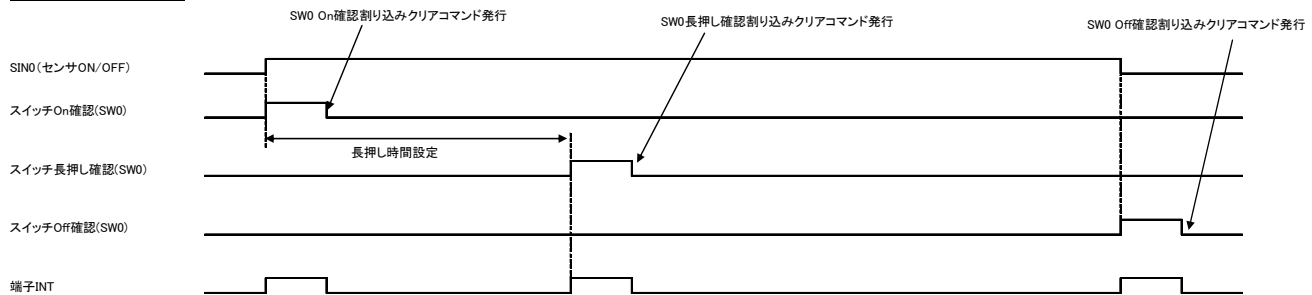 SW0 On確認割り込みクリアコマンド発行
SW0長押し確認割り込みクリアコマンド発行
SW0 Off確認割り込みクリアコマンド発行
SIN0(センサON/OFF)
スイッチOn確認(SW0)
長押し時間設定
スイッチ長押し確認(SW0)
スイッチOff確認(SW0)
端子INT